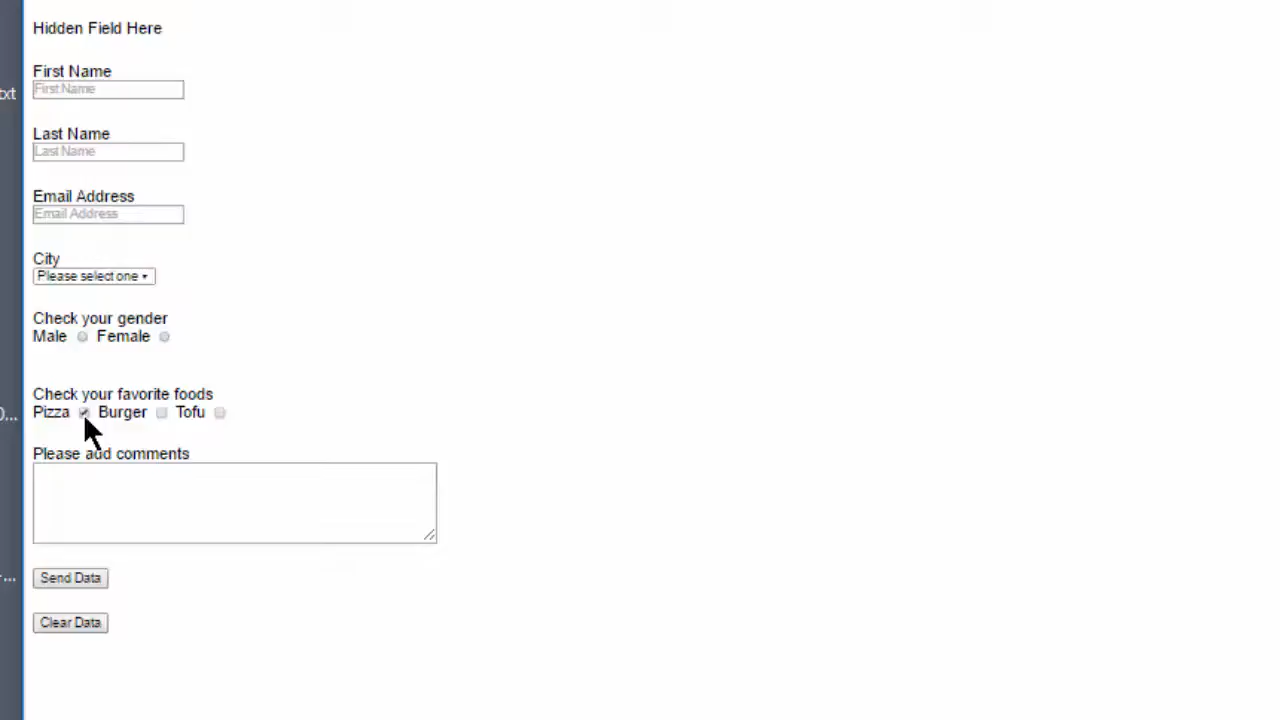 Hidden Field Here
First Name
First Name
txt
Last Name
Last Name
Email Address
Email Address
City
Please select one
Check your gender
Male Female
Check your favorite foods
Pizza Burger Tofu
0...
Please add comments
Send Data
...
Clear Data